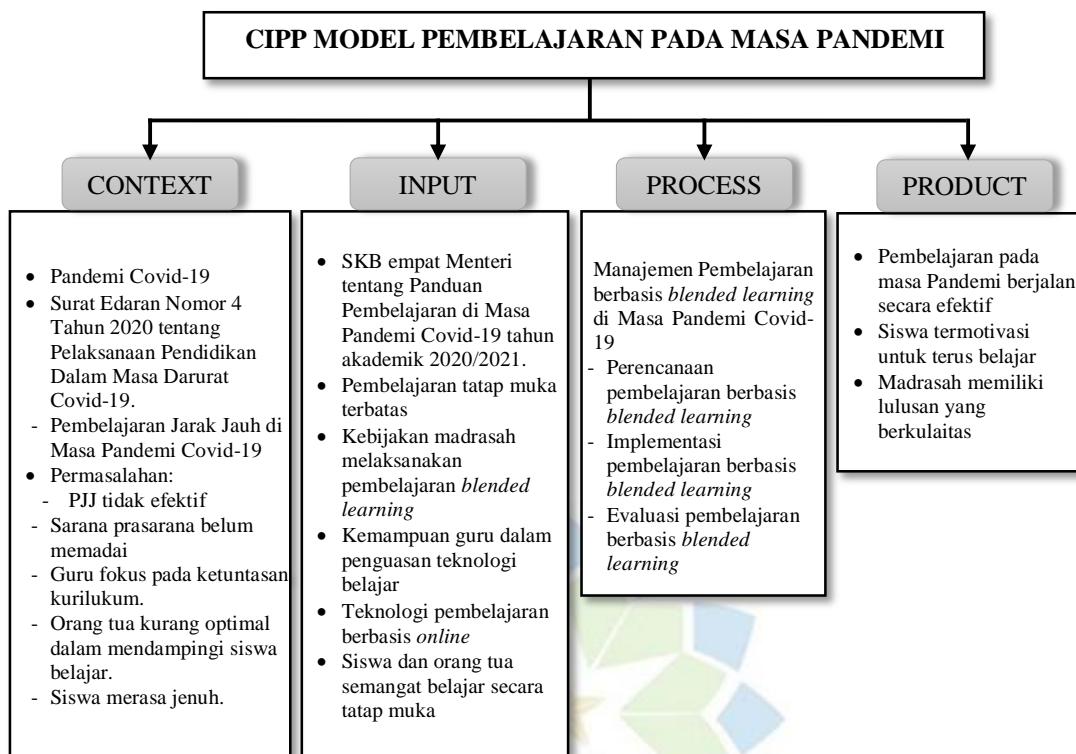 CIPP MODEL PEMBELAJARAN PADA MASA PANDEMI
CONTEXT
• Pandemi Covid-19
• Surat Edaran Nomor 4
Tahun 2020 tentang
Pelaksanaan Pendidikan
Dalam Masa Darurat
Covid-19.
- Pembelajaran Jarak Jauh di
Masa Pandemi Covid-19
• Permasalahan:
- PJJ tidak efektif
- Sarana prasarana belum
memadai
- Guru fokus pada ketuntasan
kurilukum.
- Orang tua kurang optimal
dalam mendampingi siswa
belajar.
- Siswa merasa jenuh.
INPUT
• SKB empat Menteri
tentang Panduan
Pembelajaran di Masa
Pandemi Covid-19 tahun
akademik 2020/2021.
• Pembelajaran tatap muka
terbatas
• Kebijakan madrasah
melaksanakan
pembelajaran blended
learning
• Kemampuan guru dalam
penguasan teknologi
belajar
• Teknologi pembelajaran
berbasis online
• Siswa dan orang tua
semangat belajar secara
tatap muka
PROCESS
Manajemen Pembelajaran
berbasis blended learning
di Masa Pandemi Covid-
19
- Perencanaan
pembelajaran berbasis
blended learning
- Implementasi
pembelajaran berbasis
blended learning
- Evaluasi pembelajaran
berbasis blended
learning
PRODUCT
• Pembelajaran pada
masa Pandemi berjalan
secara efektif
• Siswa termotivasi
untuk terus belajar
• Madrasah memiliki
lulusan yang
berkulaitas